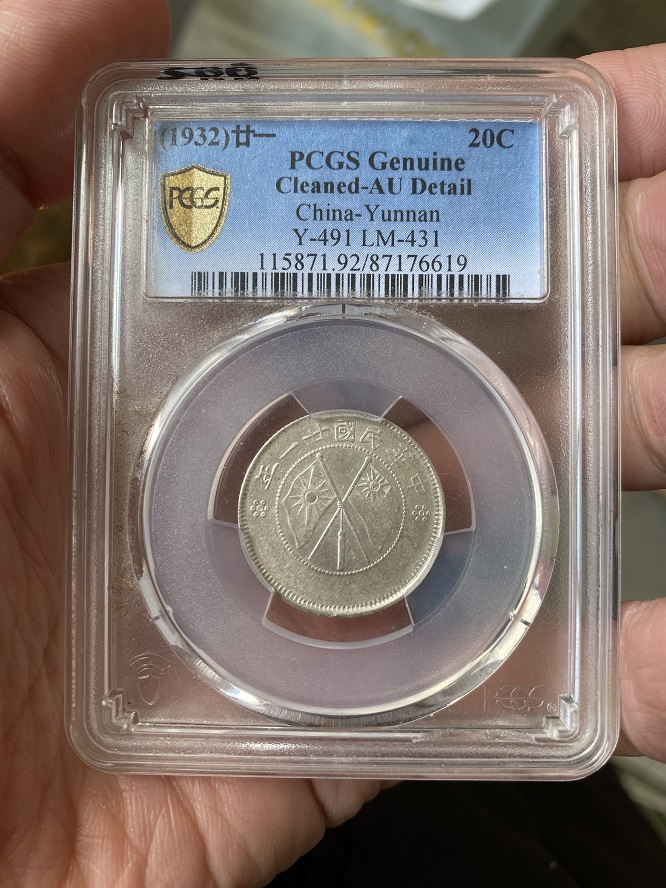 (1932)廿一 20C
PCGS Genuine
Cleaned-AU Detail
PCGS
China-Yunnan
Y-491 LM-431
115871.92/87176619
年一廿國民華中
PCGS